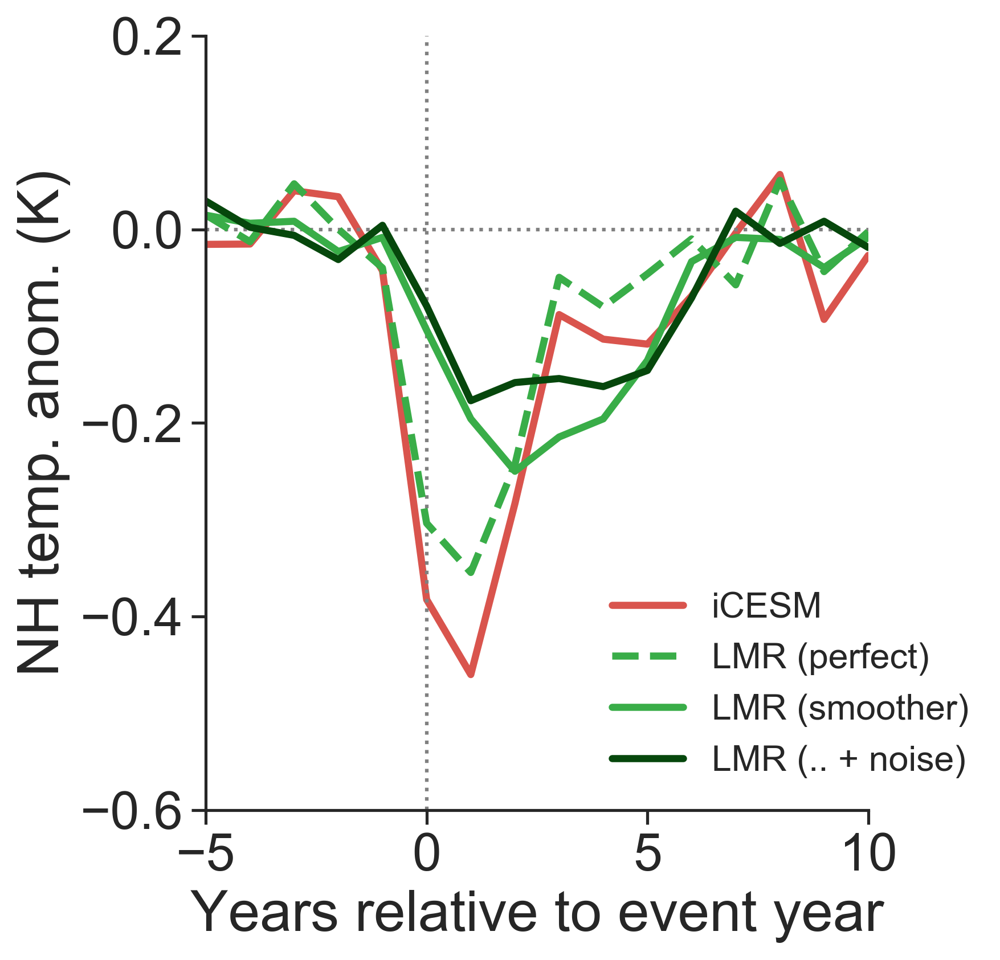 0.2
0.0
−0.2
−0.4
−0.6
NH temp. anom. (K)
iCESM
LMR (perfect)
LMR (smoother)
LMR (.. + noise)
−5 0 5 10
Years relative to event year